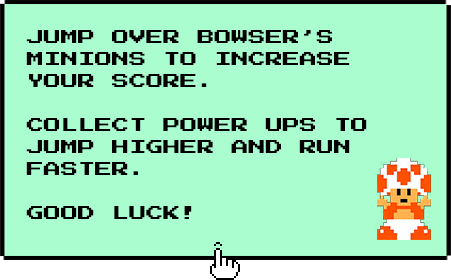 JUMP OVER BOWSER'S
MINIONS TO INCREASE
YOUR SCORE.
COLLECT POWER UPS TO
JUMP HIGHER AND RUN
FASTER.
GOOD LUCK!